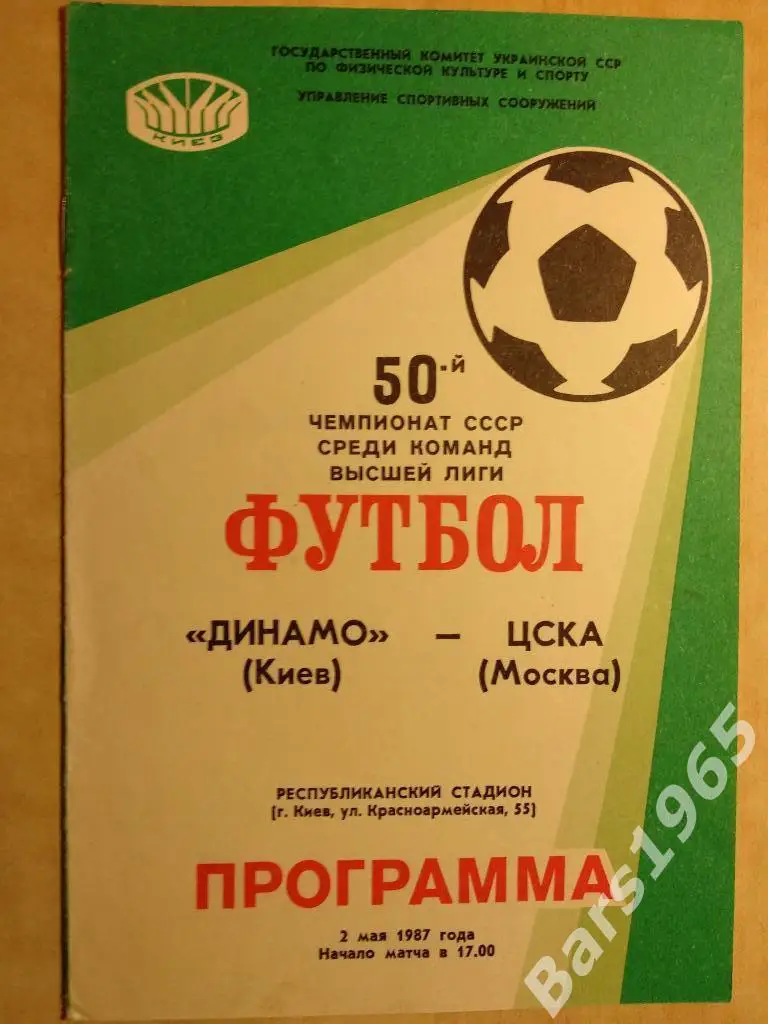 ГОСУДАРСТВЕННЫЙ КОМИТЕТ УКРАИНСКОЙ ССР
ПО ФИЗИЧЕСКОЙ КУЛЬТУРЕ И СПОРТУ
УПРАВЛЕНИЕ СПОРТИВНЫХ СООРУЖЕНИЙ
КИЕВ
50-й
ЧЕМПИОНАТ СССР
СРЕДИ КОМАНД
ВЫСШЕЙ ЛИГИ
ФУТБОЛ
«ДИНАМО» — ЦСКА
(Киев) (Москва)
РЕСПУБЛИКАНСКИЙ СТАДИОН
(г. Киев, ул. Красноармейская, 55)
ПРОГРАММА
2 мая 1987 года
Начало матча в 17.00
Bars1965